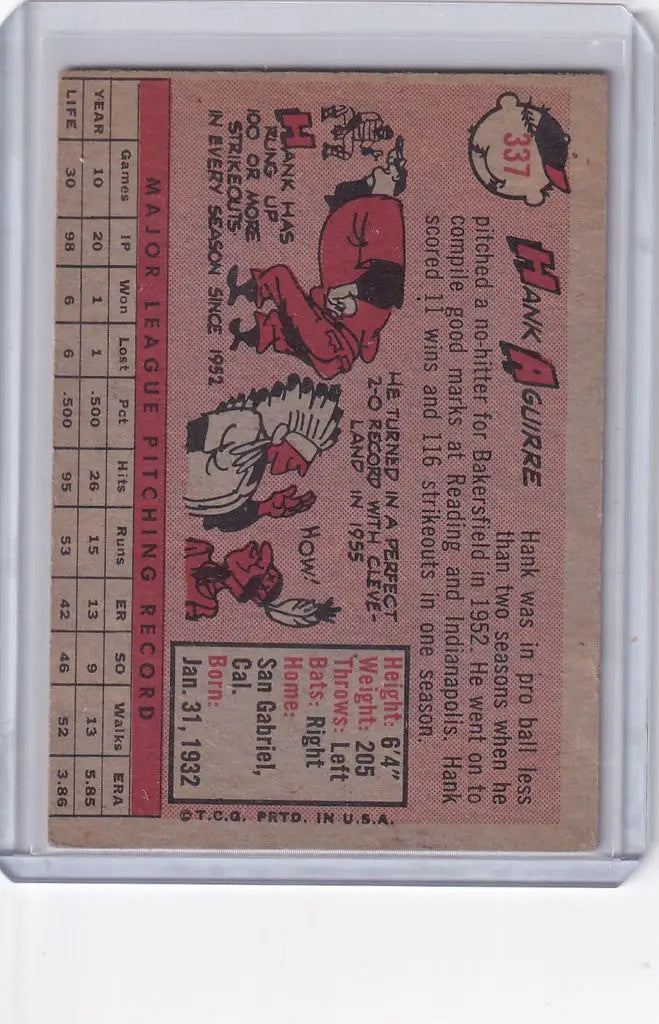 337
HANK AGUIRRE
Hank was in pro ball less
than two seasons when he
pitched a no-hitter for Bakersfield in 1952. He went on to
compile good marks at Reading and Indianapolis. Hank
scored 11 wins and 116 strikeouts in one season.
HANK HAS
RUNG UP
100 OR MORE
STRIKEOUTS
IN EVERY SEASON SINCE 1952
HE TURNED IN A PERFECT
2-0 RECORD WITH CLEVE-
LAND IN 1955
HOW!
Height: 6'4"
Weight: 205
Throws: Left
Bats: Right
Home:
San Gabriel,
Cal.
Born:
Jan. 31, 1932
©T.C.G. PRTD. IN U.S.A.
MAJOR LEAGUE PITCHING RECORD
Games IP Won Lost Pct Hits Runs ER SO Walks ERA
YEAR 10 20 1 1 .500 26 15 13 9 13 5.85
LIFE 30 98 6 6 .500 95 53 42 46 52 3.86